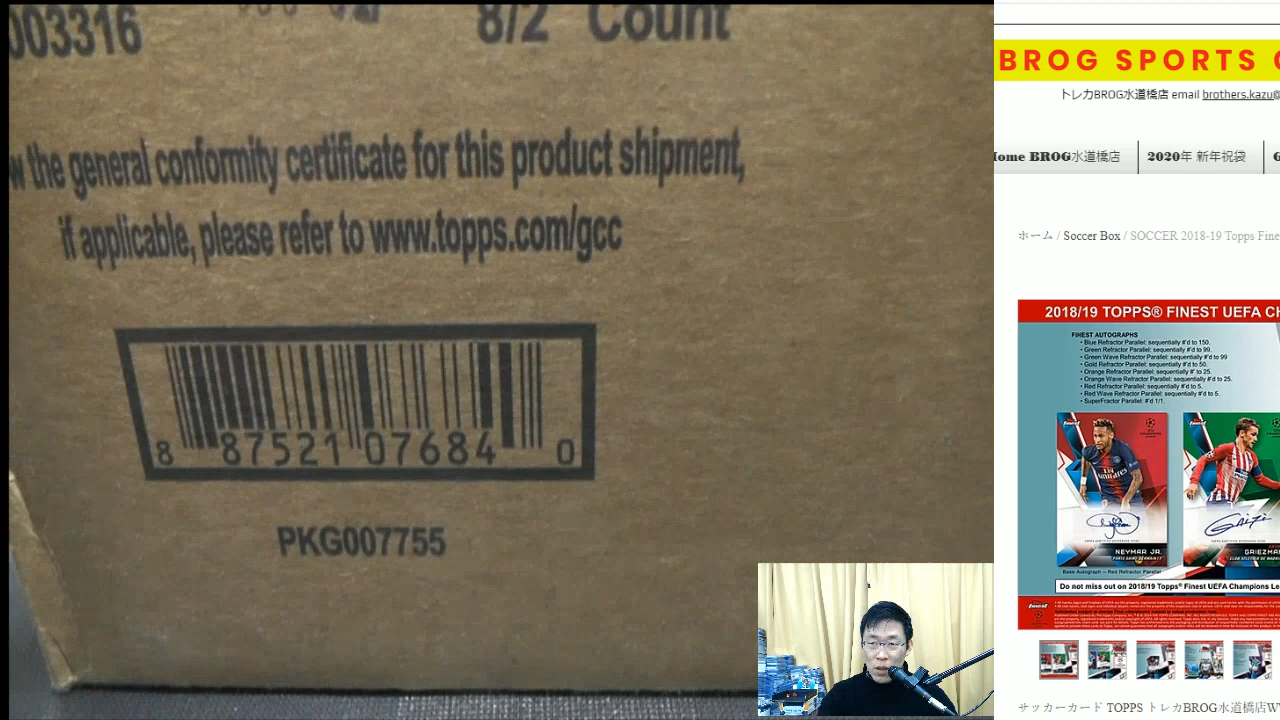 003316
8/2 Count
the general conformity certificate for this product shipment,
if applicable, please refer to www.topps.com/gcc
8 87521 07684 0
PKG007755
BROG SPORTS
トレカBROG水道橋店 email brothers.kazu@
Home BROG水道橋店
2020年 新年祝袋
ホーム / Soccer Box / SOCCER 2018-19 Topps Fine
2018/19 TOPPS® FINEST UEFA CH
FINEST AUTOGRAPHS
• Blue Refractor Parallel: sequentially #'d to 150.
• Green Refractor Parallel: sequentially #'d to 99.
• Green Wave Refractor Parallel: sequentially #'d to 99
• Gold Refractor Parallel: sequentially #'d to 50.
• Orange Refractor Parallel: sequentially #' to 25.
• Orange Wave Refractor Parallel: sequentially #'d to 25.
• Red Refractor Parallel: sequentially #'d to 5.
• Red Wave Refractor Parallel: sequentially #'d to 5.
• SuperFractor Parallel: #'d 1/1.
NEYMAR JR.
PARIS SAINT-GERMAIN
GRIEZM
CLUB ATLETICO DE MADRID
Base Autograph – Red Refractor Parallel
Do not miss out on 2018/19 Topps® Finest UEFA Champions Le
サッカーカード TOPPS トレカBROG水道橋店W